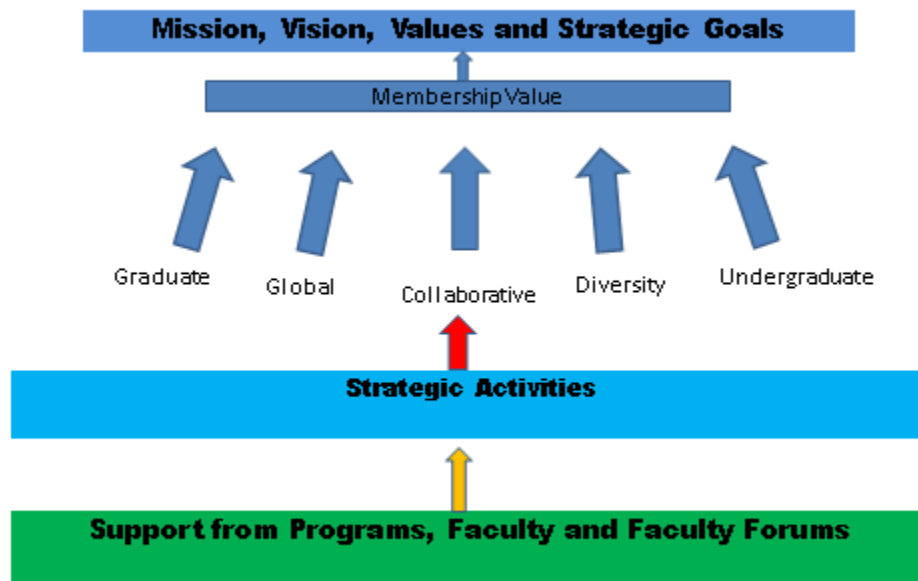 Mission, Vision, Values and Strategic Goals
Membership Value
Graduate
Global
Collaborative
Diversity
Undergraduate
Strategic Activities
Support from Programs, Faculty and Faculty Forums